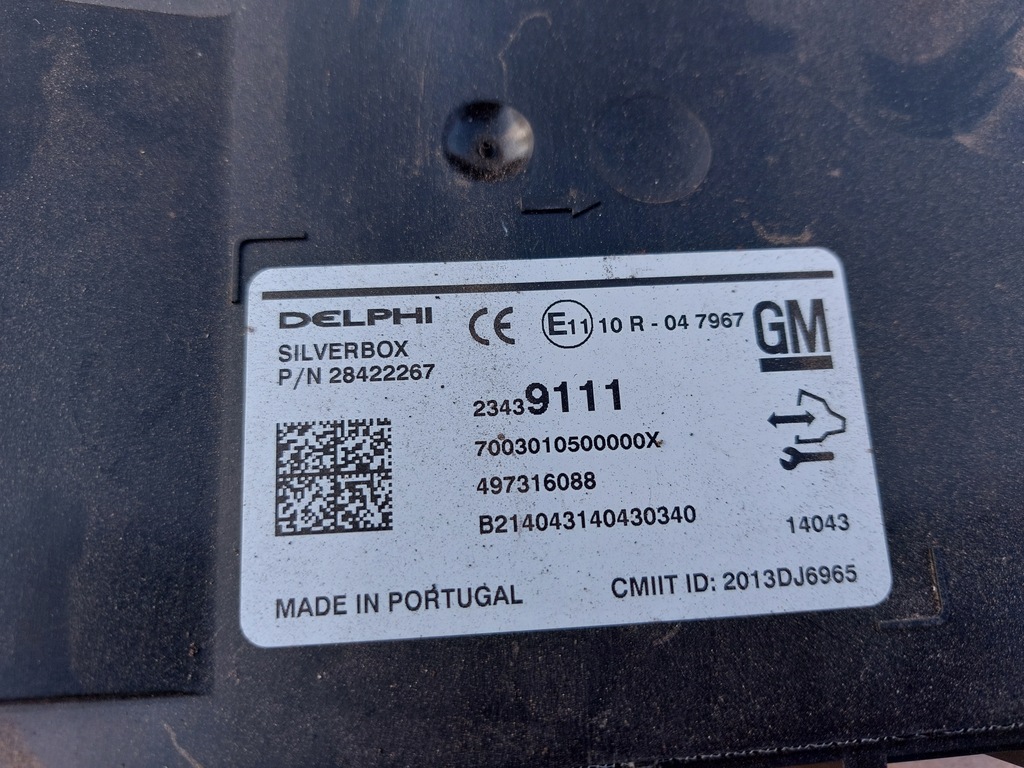 DELPHI CE E11 10 R - 04 7967 GM
SILVERBOX
P/N 28422267
23439111
7003010500000X
497316088
B214043140430340 14043
MADE IN PORTUGAL CMIIT ID: 2013DJ6965